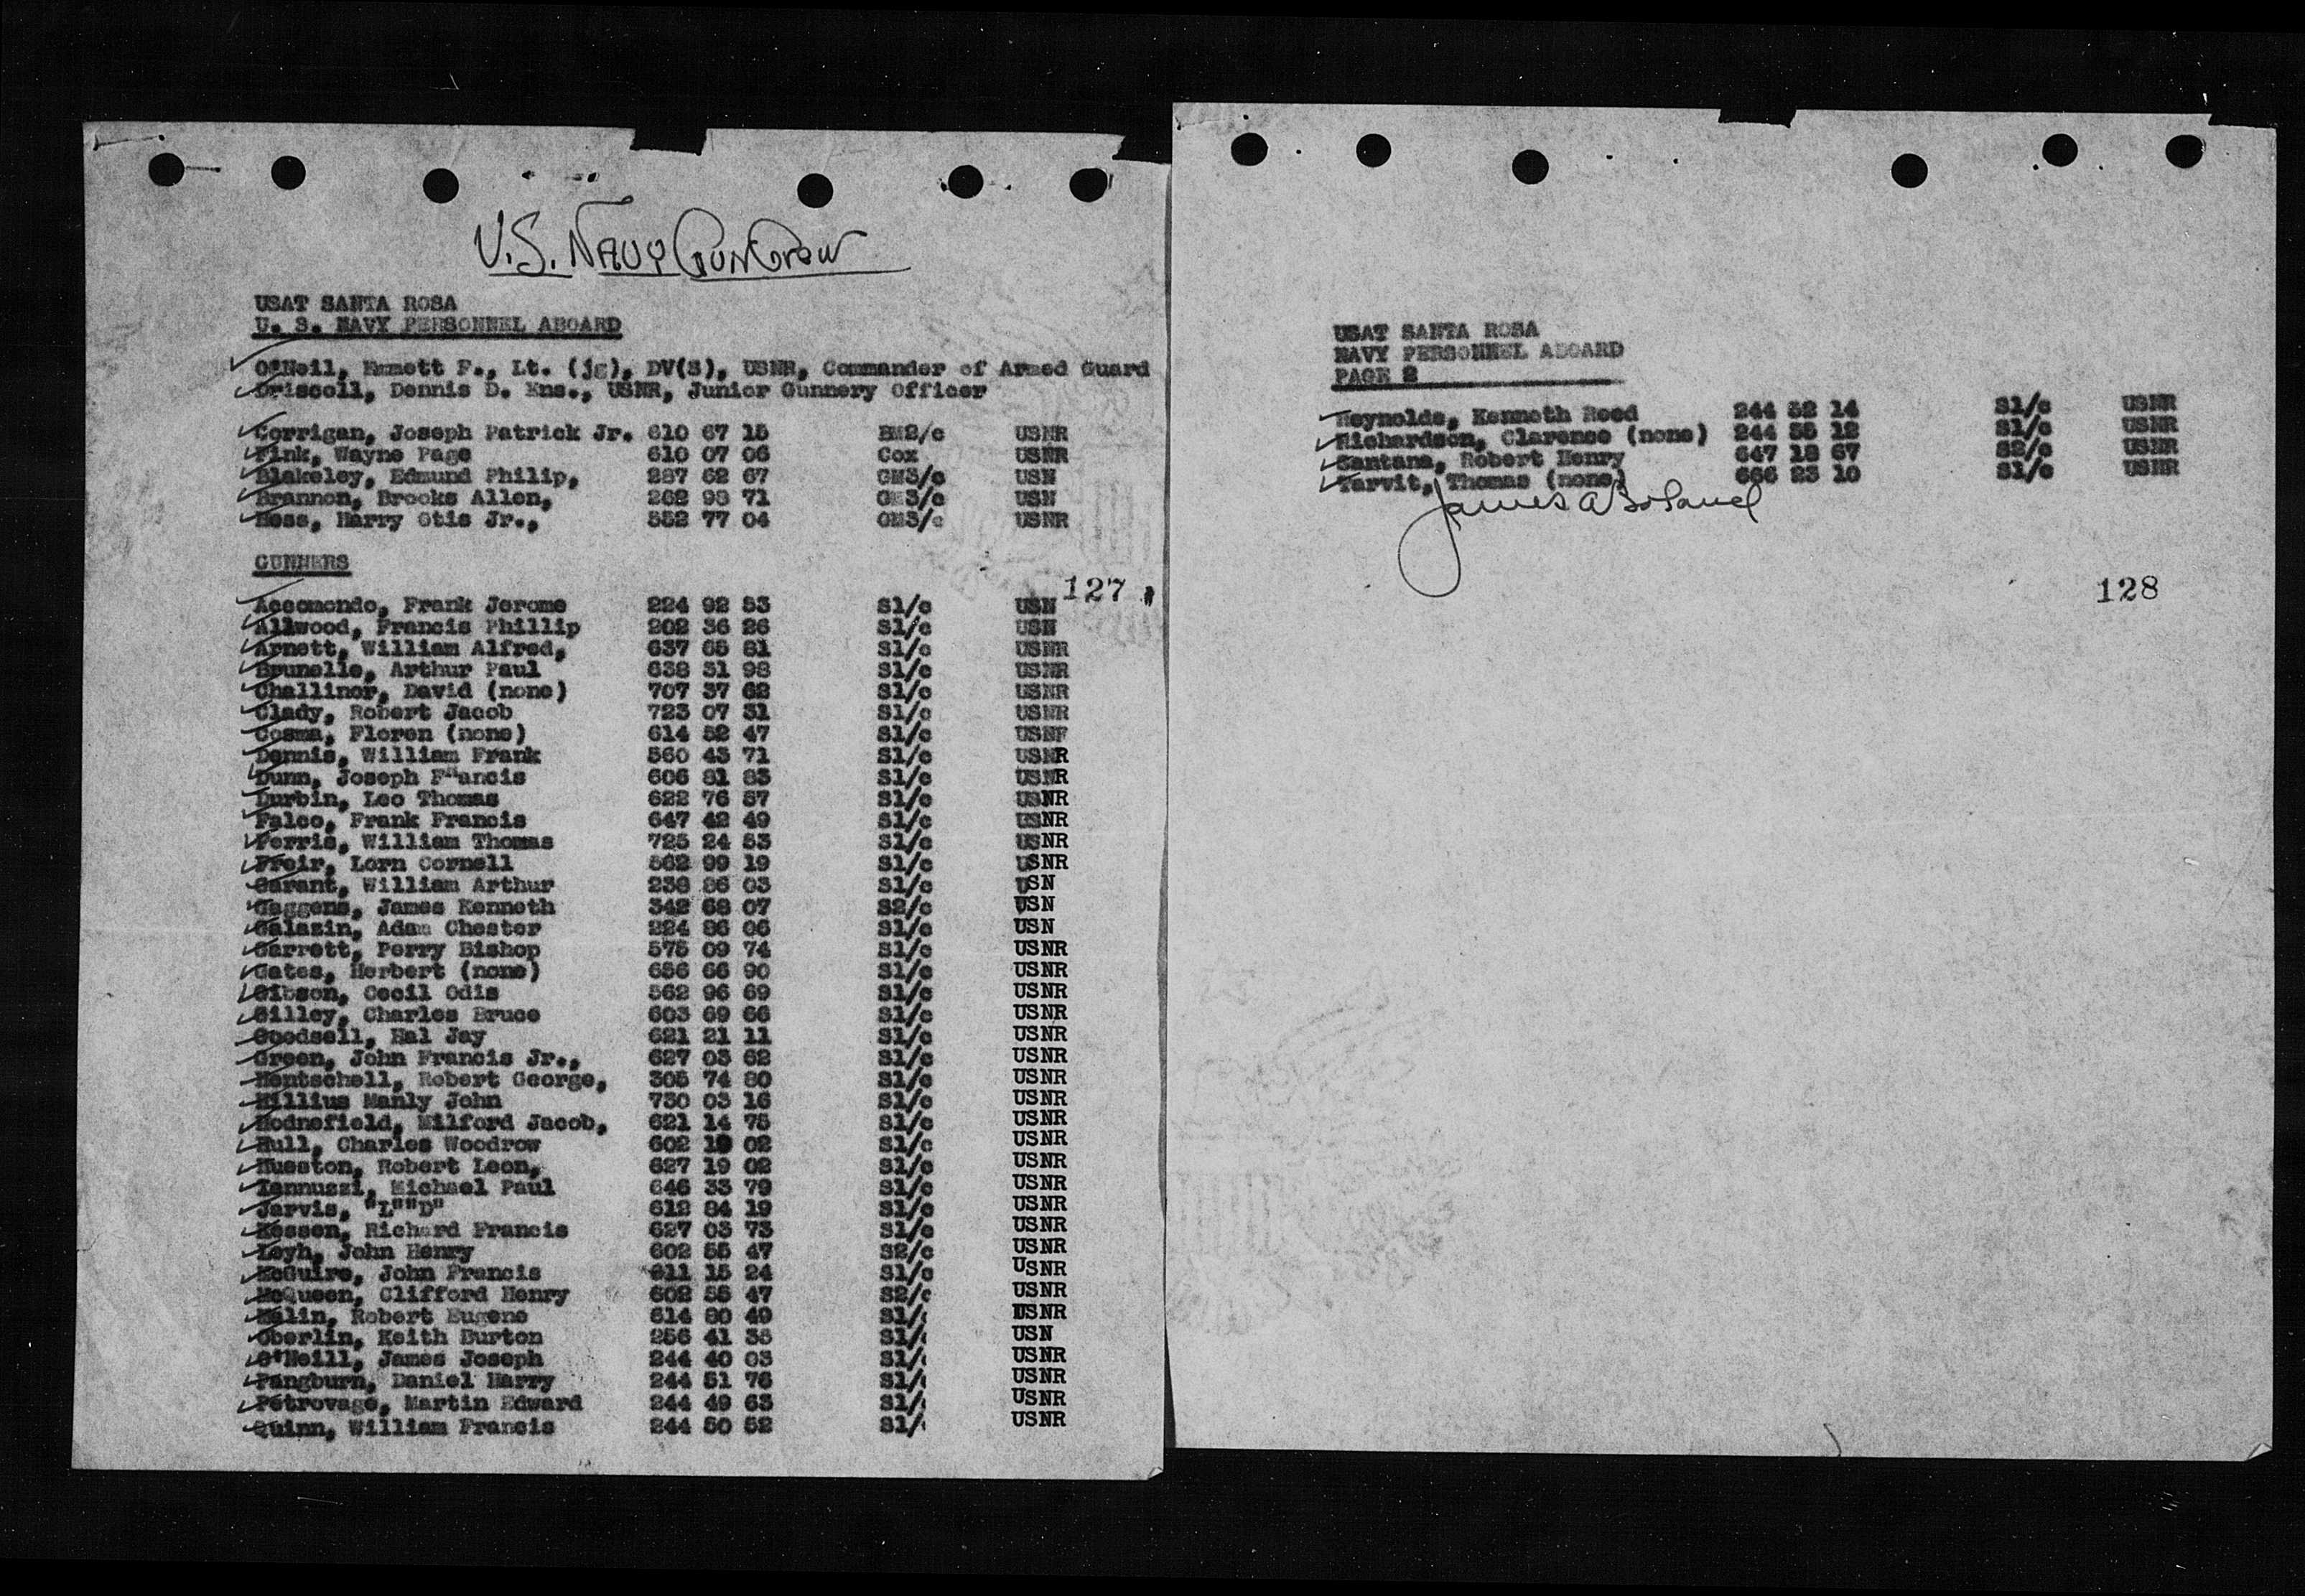 U.S. NAVY GUN CREW
USAT SANTA ROSA
U. S. NAVY PERSONNEL ABOARD
O'Neil, Emmett F., Lt. (jg), DV(S), USNR, Commander of Armed Guard
Driscoll, Dennis D. Ens., USNR, Junior Gunnery Officer
Corrigan, Joseph Patrick Jr. 610 67 15 BM2/c USNR
Fink, Wayne Page 610 07 06 Cox USNR
Blakeley, Edmund Philip, 287 62 67 GM3/c USN
Brannon, Brooks Allen, 262 93 71 GM3/c USN
Hess, Harry Otis Jr., 552 77 04 GM3/c USNR
GUNNERS
127
Accomondo, Frank Jerome 224 92 53 S1/c USN
Allwood, Francis Phillip 202 36 26 S1/c USN
Arnett, William Alfred, 637 65 81 S1/c USNR
Brunelle, Arthur Paul 638 31 98 S1/c USNR
Challinor, David (none) 707 37 62 S1/c USNR
Clady, Robert Jacob 723 07 31 S1/c USNR
Cosma, Floren (none) 614 52 47 S1/c USNR
Dennis, William Frank 560 43 71 S1/c USNR
Dunn, Joseph F"ancis 606 81 83 S1/c USNR
Durbin, Leo Thomas 622 76 57 S1/c USNR
Falco, Frank Francis 647 42 49 S1/c USNR
Ferris, William Thomas 725 24 53 S1/c USNR
Freir, Lorn Cornell 562 99 19 S1/c USNR
Garant, William Arthur 238 86 03 S1/c USN
Gaggens, James Kenneth 342 68 07 S2/c USN
Galazin, Adam Chester 224 86 06 S1/c USN
Garrett, Perry Bishop 575 09 74 S1/c USNR
Gates, Herbert (none) 656 66 90 S1/c USNR
Gibson, Cecil Odis 562 96 69 S1/c USNR
Gilley, Charles Bruce 603 69 66 S1/c USNR
Goodsell, Hal Jay 621 21 11 S1/c USNR
Green, John Francis Jr., 627 03 62 S1/c USNR
Hentschell, Robert George, 305 74 80 S1/c USNR
Hillius Manly John 730 03 16 S1/c USNR
Hodnefield, Milford Jacob, 621 14 75 S1/c USNR
Hull, Charles Woodrow 602 19 02 S1/c USNR
Hueston, Robert Leon, 627 19 02 S1/c USNR
Iannuzzi, Michael Paul 646 33 79 S1/c USNR
Jarvis, "L""D" 612 84 19 S1/c USNR
Kessen, Richard Francis 627 03 73 S1/c USNR
Leyh, John Henry 602 55 47 S2/c USNR
McGuire, John Francis 811 15 24 S1/c USNR
McQueen, Clifford Henry 602 56 47 S2/c USNR
Malin, Robert Eugene 614 80 49 S1/c USNR
Oberlin, Keith Burton 256 41 38 S1/c USN
O'Neill, James Joseph 244 40 03 S1/c USNR
Pangburn, Daniel Harry 244 51 76 S1/c USNR
Petrovage, Martin Edward 244 49 63 S1/c USNR
Quinn, William Francis 244 50 52 S1/c USNR
USAT SANTA ROSA
NAVY PERSONNEL ABOARD
PAGE 2
Reynolds, Kenneth Reed 244 52 14 S1/c USNR
Richardson, Clarence (none) 244 55 12 S1/c USNR
Santana, Robert Henry 647 18 67 S2/c USNR
Tarvit, Thomas (none) 666 23 10 S1/c USNR
James A Boland
128